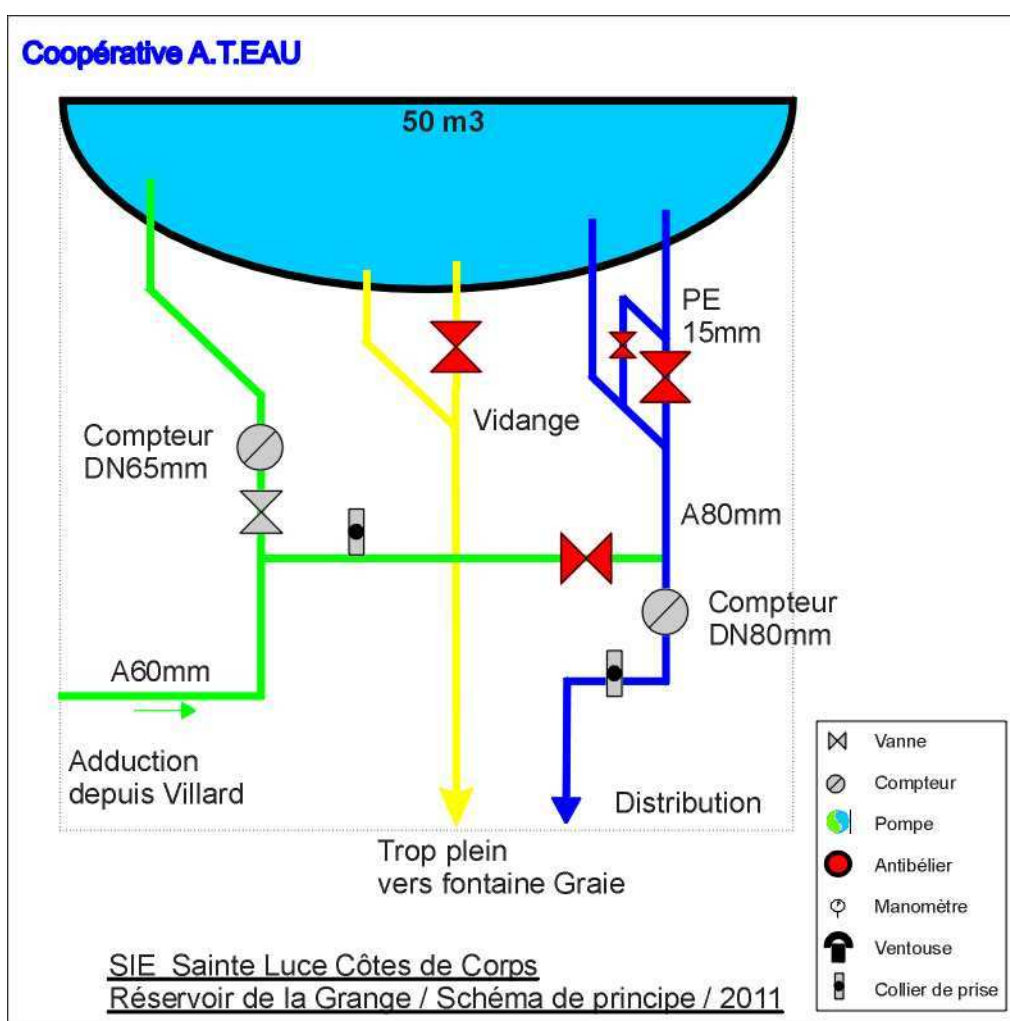 Coopérative A.T.EAU
50 m3
PE
15mm
Compteur
DN65mm
Vidange
A80mm
Compteur
DN80mm
A60mm
Adduction
depuis Villard
Distribution
Trop plein
vers fontaine Graie
Vanne
Compteur
Pompe
Antibélier
Manomètre
Ventouse
Collier de prise
SIE Sainte Luce Côtes de Corps
Réservoir de la Grange / Schéma de principe / 2011